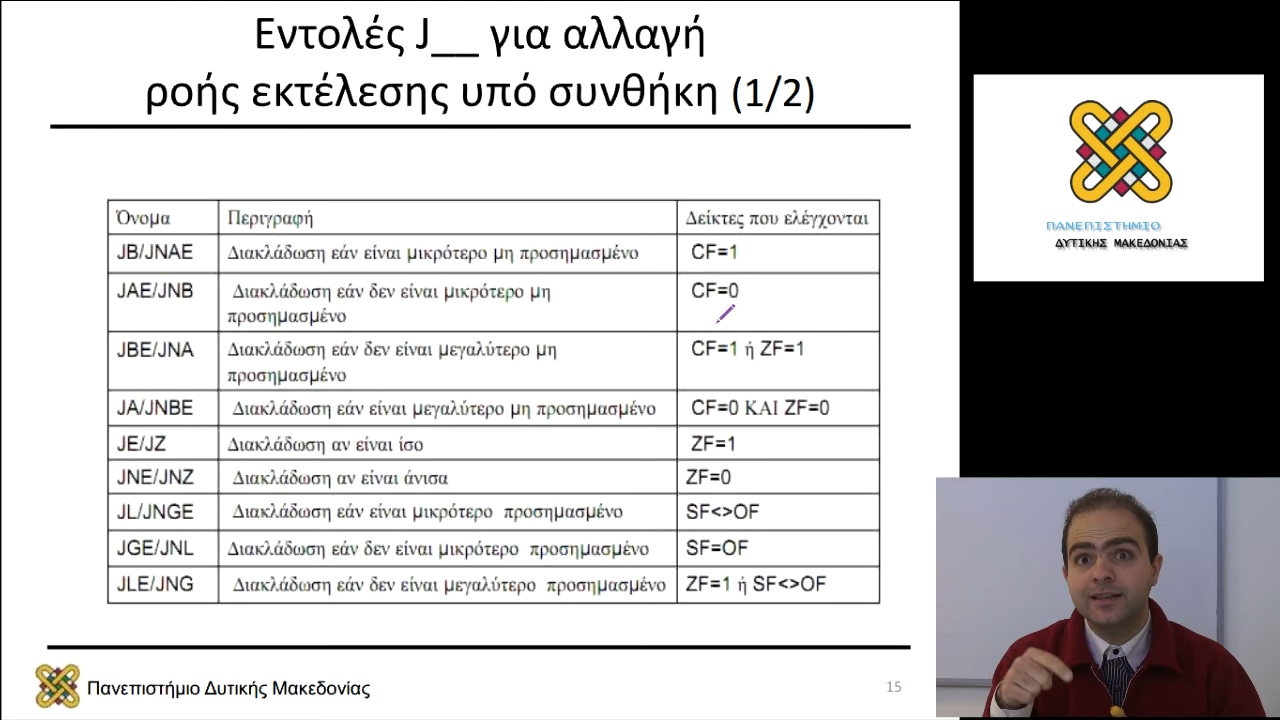 Εντολές J__ για αλλαγή
ροής εκτέλεσης υπό συνθήκη (1/2)
Όνομα Περιγραφή Δείκτες που ελέγχονται
JB/JNAE Διακλάδωση εάν είναι μικρότερο μη προσημασμένο CF=1
JAE/JNB Διακλάδωση εάν δεν είναι μικρότερο μη CF=0
προσημασμένο
JBE/JNA Διακλάδωση εάν δεν είναι μεγαλύτερο μη CF=1 ή ZF=1
προσημασμένο
JA/JNBE Διακλάδωση εάν είναι μεγαλύτερο μη προσημασμένο CF=0 ΚΑΙ ZF=0
JE/JZ Διακλάδωση αν είναι ίσο ZF=1
JNE/JNZ Διακλάδωση αν είναι άνισα ZF=0
JL/JNGE Διακλάδωση εάν είναι μικρότερο προσημασμένο SF<>OF
JGE/JNL Διακλάδωση εάν δεν είναι μικρότερο προσημασμένο SF=OF
JLE/JNG Διακλάδωση εάν δεν είναι μεγαλύτερο προσημασμένο ZF=1 ή SF<>OF
Πανεπιστήμιο Δυτικής Μακεδονίας
15
ΠΑΝΕΠΙΣΤΗΜΙΟ
ΔΥΤΙΚΗΣ ΜΑΚΕΔΟΝΙΑΣ